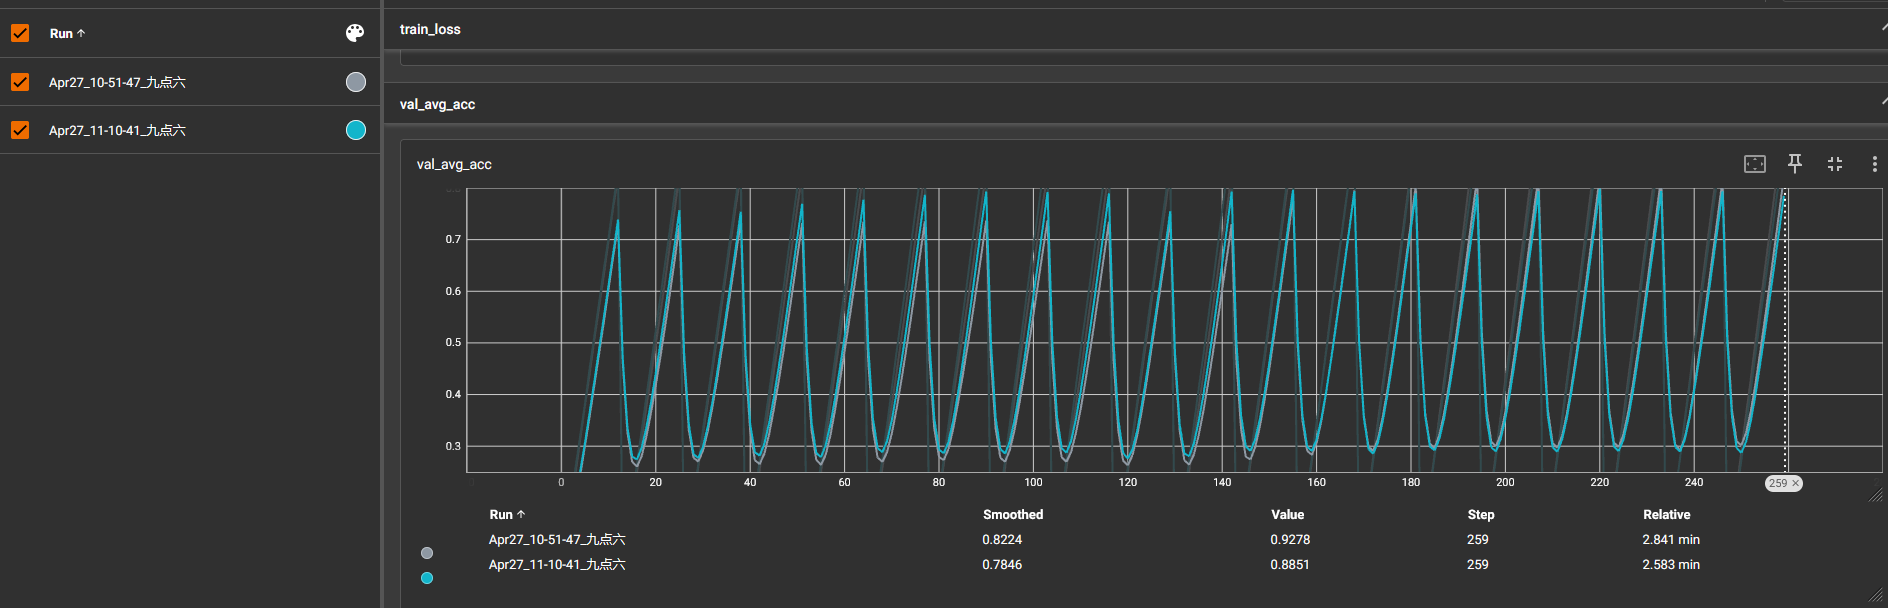 Run
train_loss
Apr27_10-51-47_九点六
val_avg_acc
Apr27_11-10-41_九点六
val_avg_acc
0.7
0.6
0.5
0.4
0.3
0 20 40 60 80 100 120 140 160 180 200 220 240 259 ×
Run Smoothed Value Step Relative
Apr27_10-51-47_九点六 0.8224 0.9278 259 2.841 min
Apr27_11-10-41_九点六 0.7846 0.8851 259 2.583 min